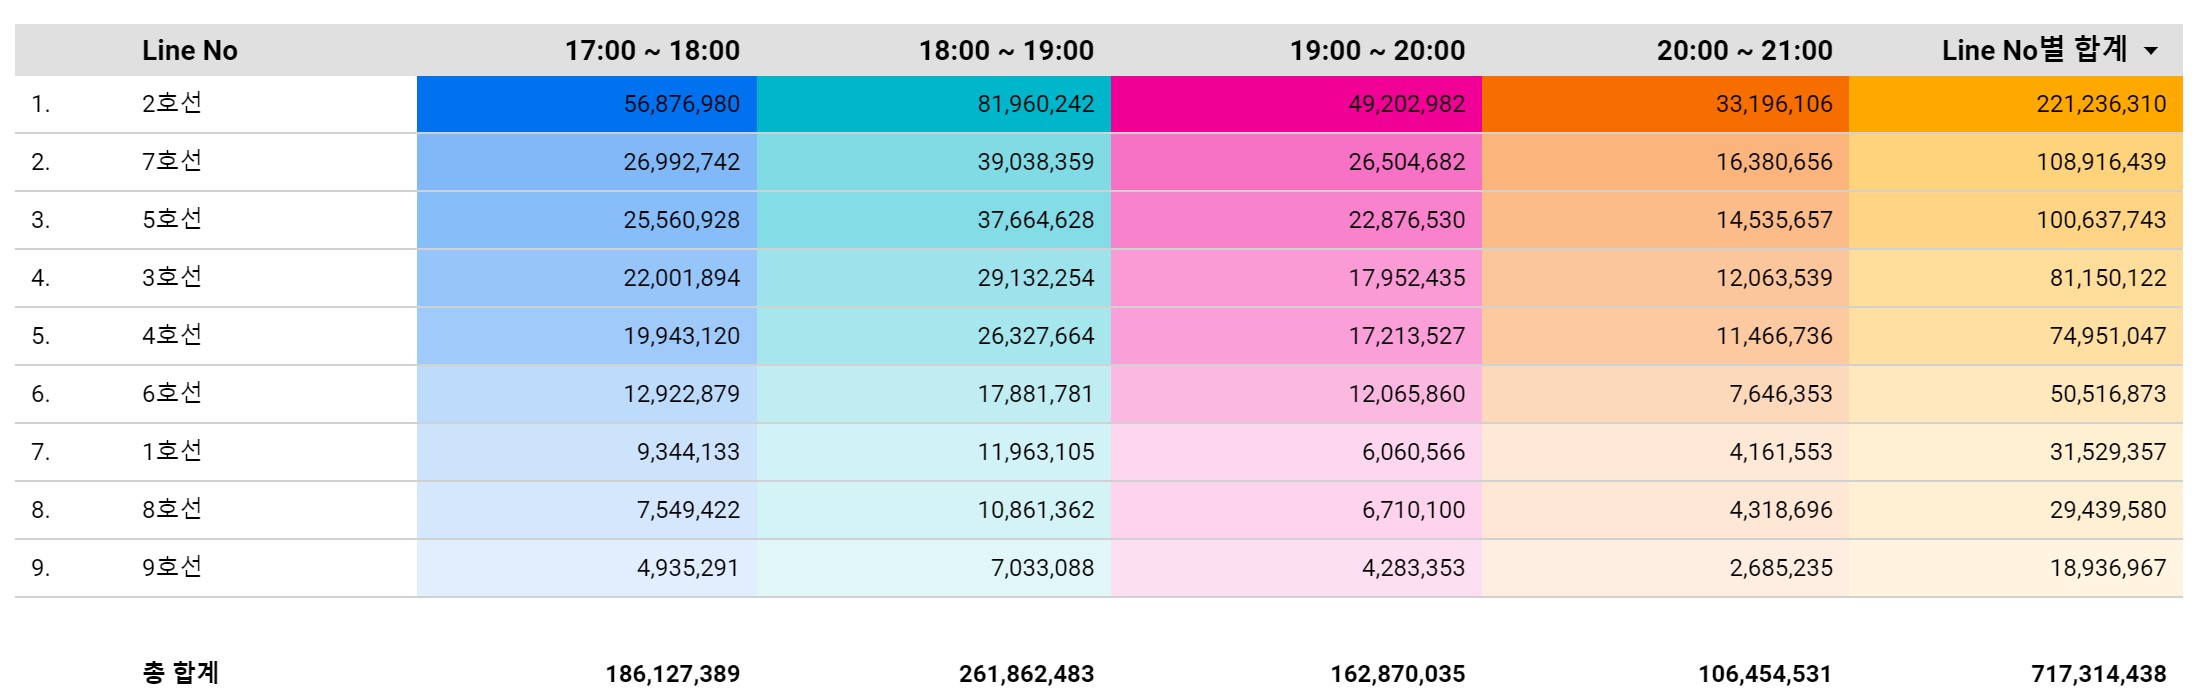 Line No 17:00 ~ 18:00 18:00 ~ 19:00 19:00 ~ 20:00 20:00 ~ 21:00 Line No별 합계
1. 2호선 56,876,980 81,960,242 49,202,982 33,196,106 221,236,310
2. 7호선 26,992,742 39,038,359 26,504,682 16,380,656 108,916,439
3. 5호선 25,560,928 37,664,628 22,876,530 14,535,657 100,637,743
4. 3호선 22,001,894 29,132,254 17,952,435 12,063,539 81,150,122
5. 4호선 19,943,120 26,327,664 17,213,527 11,466,736 74,951,047
6. 6호선 12,922,879 17,881,781 12,065,860 7,646,353 50,516,873
7. 1호선 9,344,133 11,963,105 6,060,566 4,161,553 31,529,357
8. 8호선 7,549,422 10,861,362 6,710,100 4,318,696 29,439,580
9. 9호선 4,935,291 7,033,088 4,283,353 2,685,235 18,936,967
총 합계 186,127,389 261,862,483 162,870,035 106,454,531 717,314,438